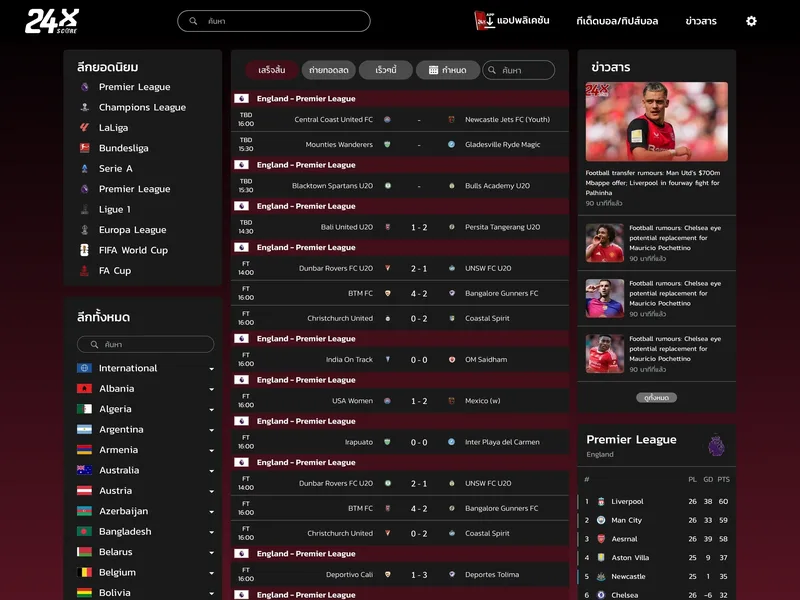 24X
SCORE
ค้นหา
แอปพลิเคชัน
ทีเด็ดบอล/ทิปส์บอล
ข่าวสาร
ลีกยอดนิยม
Premier League
Champions League
LaLiga
Bundesliga
Serie A
Premier League
Ligue 1
Europa League
FIFA World Cup
FA Cup
ลีกทั้งหมด
ค้นหา
International
Albania
Algeria
Argentina
Armenia
Australia
Austria
Azerbaijan
Bangladesh
Belarus
Belgium
Bolivia
เสร็จสิ้น
ถ่ายทอดสด
เร็วๆนี้
กำหนด
ค้นหา
England - Premier League
TBD 16:00 Central Coast United FC - Newcastle Jets FC (Youth)
TBD 15:30 Mounties Wanderers - Gladesville Ryde Magic
England - Premier League
TBD 15:30 Blacktown Spartans U20 - Bulls Academy U20
England - Premier League
TBD 14:30 Bali United U20 1 - 2 Persita Tangerang U20
England - Premier League
FT 14:00 Dunbar Rovers FC U20 2 - 1 UNSW FC U20
FT 16:00 BTM FC 4 - 2 Bangalore Gunners FC
FT 16:00 Christchurch United 0 - 2 Coastal Spirit
England - Premier League
FT 16:00 India On Track 0 - 0 OM Saidham
England - Premier League
FT 16:00 USA Women 1 - 2 Mexico (w)
England - Premier League
FT 16:00 Irapuato 0 - 0 Inter Playa del Carmen
England - Premier League
FT 14:00 Dunbar Rovers FC U20 2 - 1 UNSW FC U20
FT 16:00 BTM FC 4 - 2 Bangalore Gunners FC
FT 16:00 Christchurch United 0 - 2 Coastal Spirit
England - Premier League
FT 16:00 Deportivo Cali 1 - 3 Deportes Tolima
England - Premier League
ข่าวสาร
24X
Football transfer rumours: Man Utd's $700m
Mbappe offer; Liverpool in fourway fight for
Palhinha
90 นาทีที่แล้ว
Football rumours: Chelsea eye
potential replacement for
Mauricio Pochettino
90 นาทีที่แล้ว
Football rumours: Chelsea eye
potential replacement for
Mauricio Pochettino
90 นาทีที่แล้ว
Football rumours: Chelsea eye
potential replacement for
Mauricio Pochettino
90 นาทีที่แล้ว
ดูทั้งหมด
Premier League
England
# PL GD PTS
1 Liverpool 26 38 60
2 Man City 26 33 59
3 Aesrnal 26 39 58
4 Aston Villa 25 9 37
5 Newcastle 25 1 35
6 Chelsea 26 -6 32